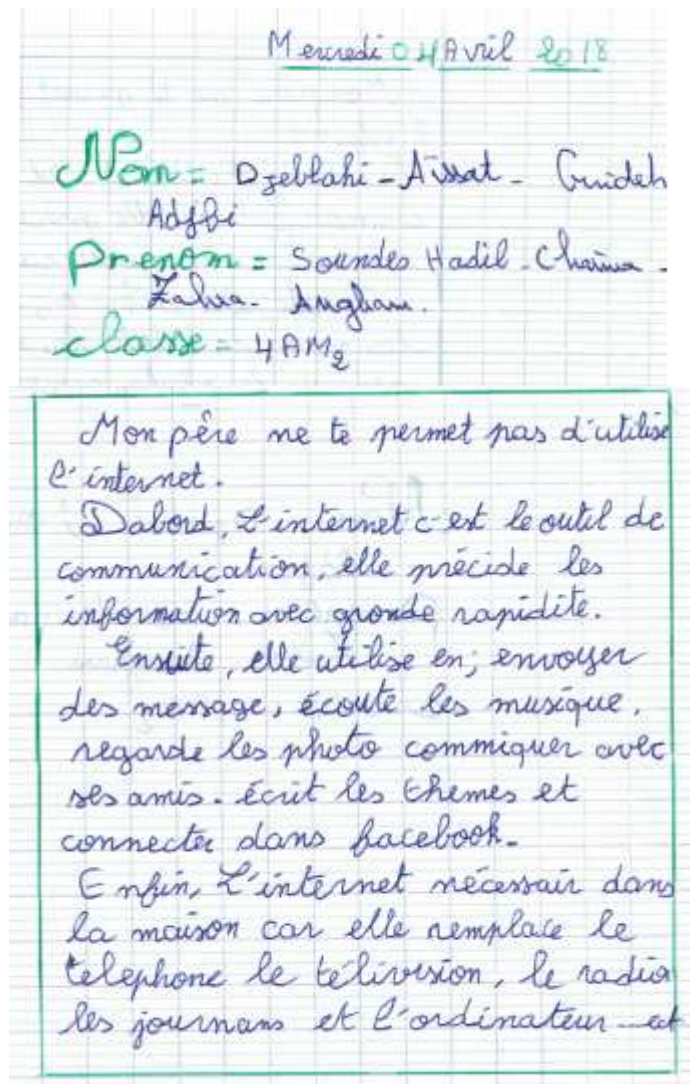 Mercredi 04 Avril 2018
Nom = Djeblahi - Aïssat - Guideh
Adjbi
Prenom = Soundes Hadil - Chaima -
Zahra - Angham.
classe = 4AM2
Mon père ne te permet pas d'utilise
l'internet.
Dabord, L'internet c'est le outil de
communication, elle précide les
information avec grande rapidite.
Ensuite, elle utilise en; envoyer
des message, écoute les musique,
regarde les photo commiquer avec
ses amis. écrit les themes et
connecter dans facebook.
Enfin, L'internet nécessair dans
la maison car elle remplace le
telephone le télivision, le radio
les journans et l'ordinateur et